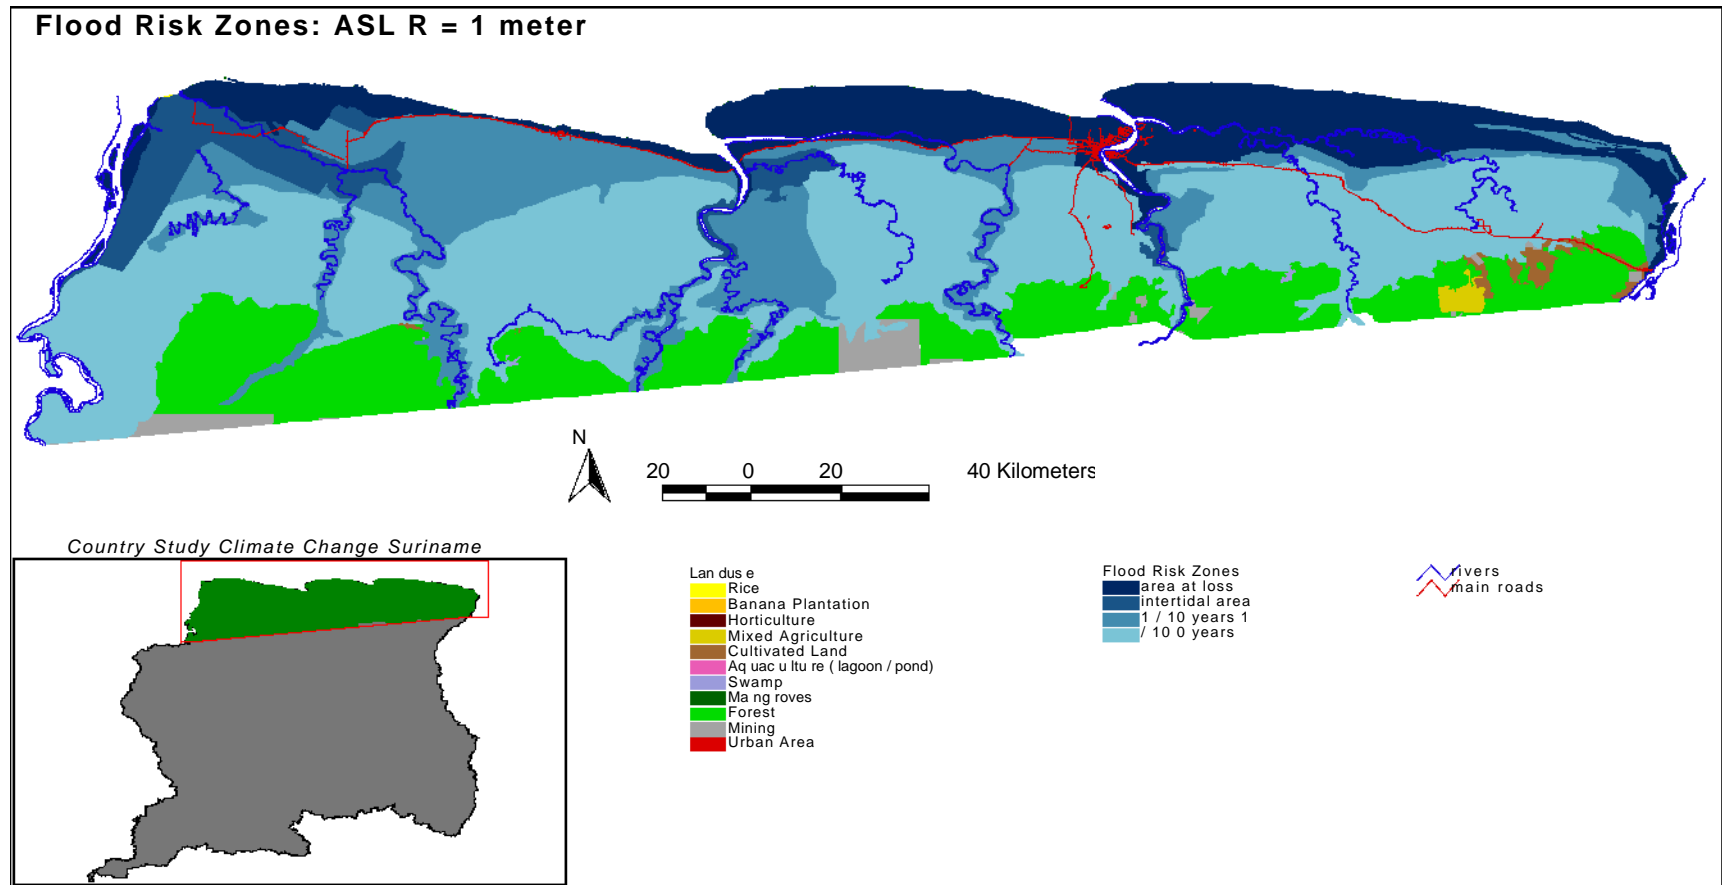 Flood Risk Zones: ASL R = 1 meter
N
20 0 20 40 Kilometers
Country Study Climate Change Suriname
Lan dus e
Rice
Banana Plantation
Horticulture
Mixed Agriculture
Cultivated Land
Aq uac u ltu re ( lagoon / pond)
Swamp
Ma ng roves
Forest
Mining
Urban Area
Flood Risk Zones
area at loss
intertidal area
1 / 10 years 1
/ 10 0 years
rivers
main roads